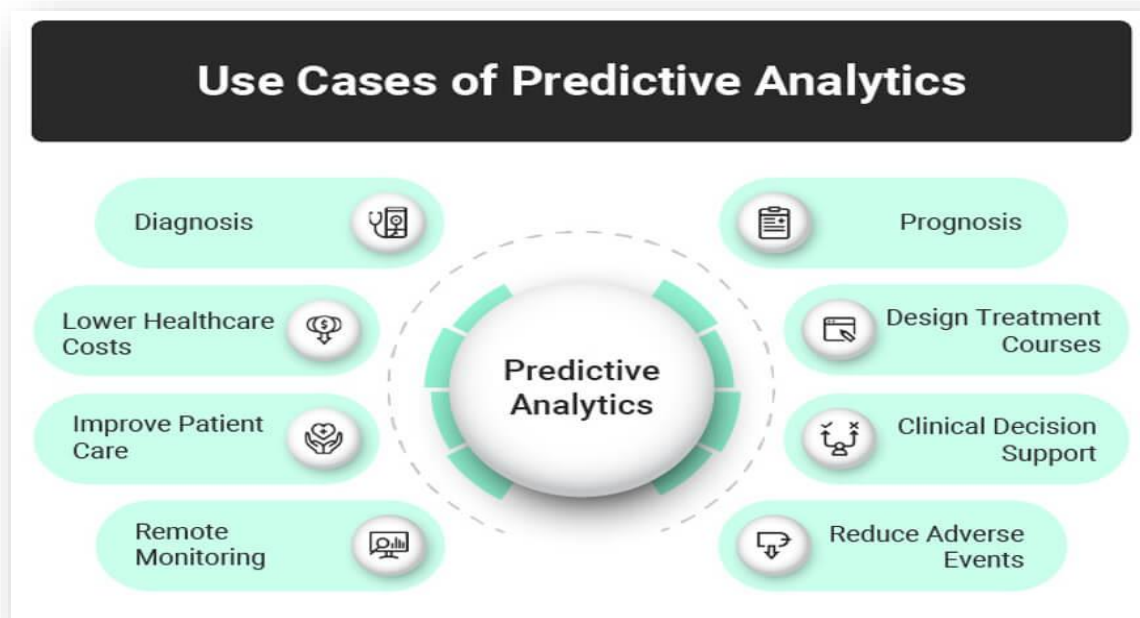 Use Cases of Predictive Analytics
Diagnosis
Lower Healthcare
Costs
Improve Patient
Care
Remote
Monitoring
Predictive
Analytics
Prognosis
Design Treatment
Courses
Clinical Decision
Support
Reduce Adverse
Events